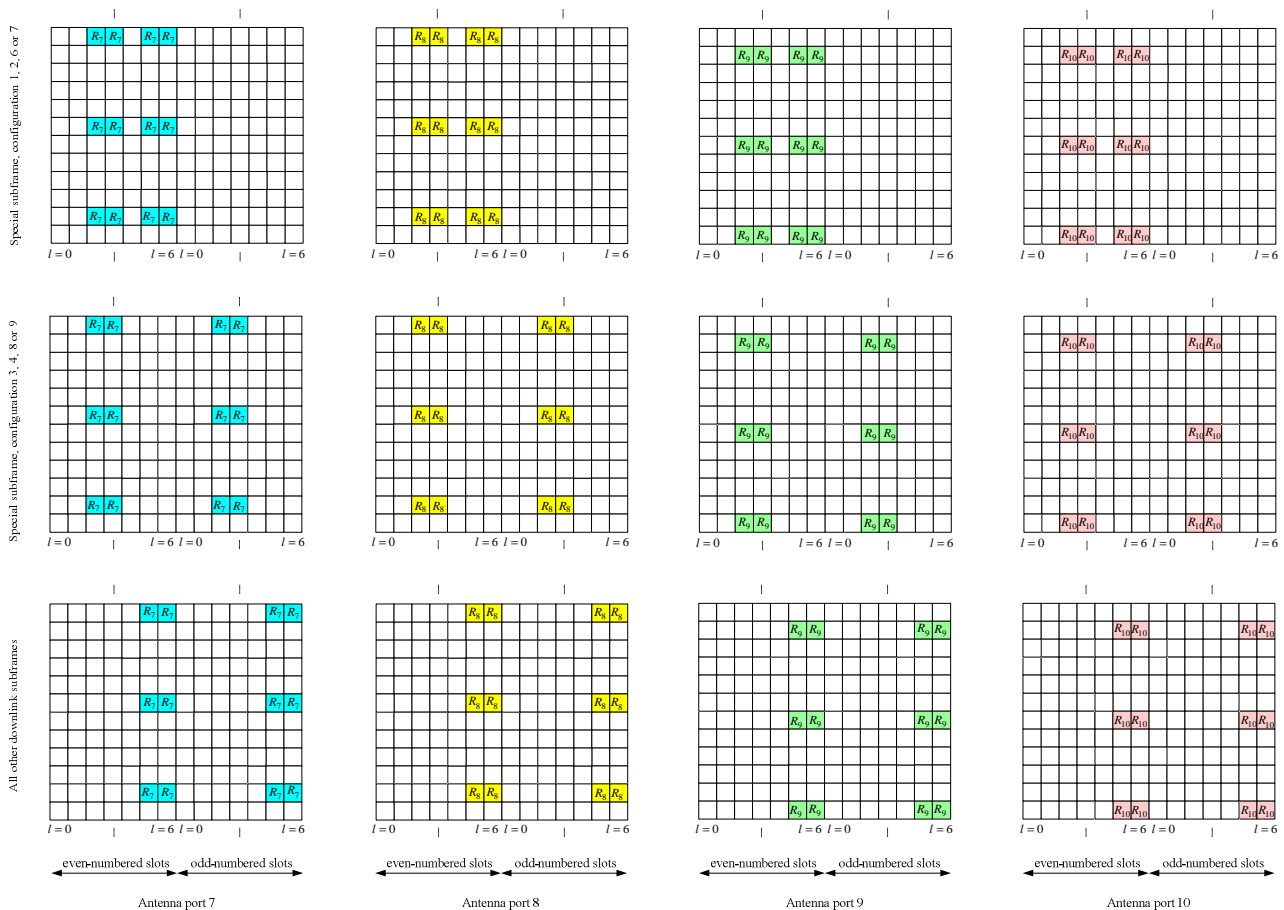 Special subframe, configuration 1, 2, 6 or 7
R7 R7 R7 R7 R8 R8 R8 R8
R9 R9 R9 R9 R10 R10 R10 R10
R7 R7 R7 R7 R8 R8 R8 R8
R9 R9 R9 R9 R10 R10 R10 R10
R7 R7 R7 R7 R8 R8 R8 R8
R9 R9 R9 R9 R10 R10 R10 R10
l = 0 l = 6 l = 0 l = 6 l = 0 l = 6 l = 0 l = 6 l = 0 l = 6 l = 0 l = 6 l = 0 l = 6 l = 0 l = 6
Special subframe, configuration 3, 4, 8 or 9
R7 R7 R7 R7 R8 R8 R8 R8
R9 R9 R9 R9 R10 R10 R10 R10
R7 R7 R7 R7 R8 R8 R8 R8
R9 R9 R9 R9 R10 R10 R10 R10
R7 R7 R7 R7 R8 R8 R8 R8
R9 R9 R9 R9 R10 R10 R10 R10
l = 0 l = 6 l = 0 l = 6 l = 0 l = 6 l = 0 l = 6 l = 0 l = 6 l = 0 l = 6 l = 0 l = 6 l = 0 l = 6
All other downlink subframes
R7 R7 R7 R7 R8 R8 R8 R8
R9 R9 R9 R9 R10 R10 R10 R10
R7 R7 R7 R7 R8 R8 R8 R8
R9 R9 R9 R9 R10 R10 R10 R10
R7 R7 R7 R7 R8 R8 R8 R8
R9 R9 R9 R9 R10 R10 R10 R10
l = 0 l = 6 l = 0 l = 6 l = 0 l = 6 l = 0 l = 6 l = 0 l = 6 l = 0 l = 6 l = 0 l = 6 l = 0 l = 6
even-numbered slots odd-numbered slots even-numbered slots odd-numbered slots even-numbered slots odd-numbered slots even-numbered slots odd-numbered slots
Antenna port 7 Antenna port 8 Antenna port 9 Antenna port 10